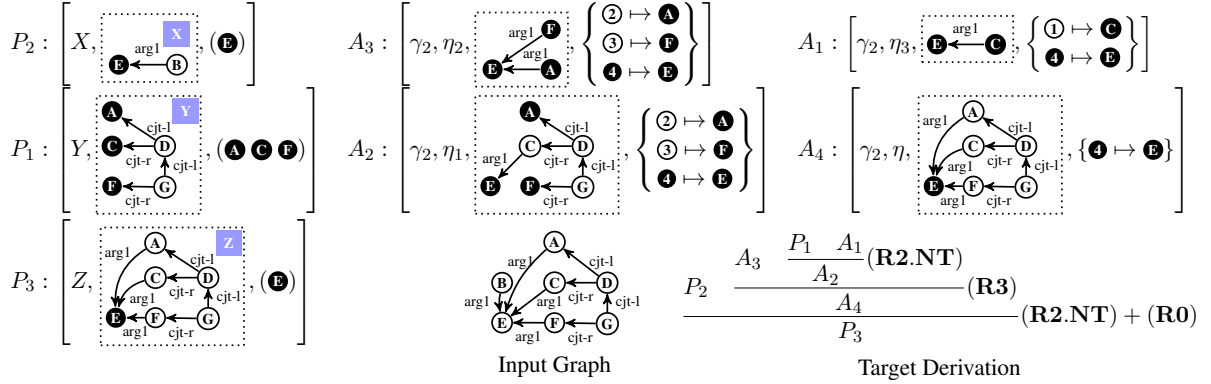 P₂ : [X, X E arg1 B , (E)]
A₃ : [γ₂, η₂, F arg1 E arg1 A , { ② ↦ A ③ ↦ F ④ ↦ E }]
A₁ : [γ₂, η₃, E arg1 C , { ① ↦ C ④ ↦ E }]
P₁ : [Y, Y A cjt-l C cjt-r D cjt-l F cjt-r G , (A C F)]
A₂ : [γ₂, η₁, A cjt-l C cjt-r D arg1 cjt-l E F cjt-r G , { ② ↦ A ③ ↦ F ④ ↦ E }]
A₄ : [γ₂, η, A arg1 cjt-l C cjt-r D arg1 cjt-l E arg1 F cjt-r G , {④ ↦ E}]
P₃ : [Z, Z A arg1 cjt-l C cjt-r D arg1 cjt-l E arg1 F cjt-r G , (E)]
A arg1 cjt-l B arg1 C cjt-r D arg1 cjt-l E arg1 F cjt-r G
Input Graph
P₁ A₁
A₃ A₂ (R2.NT)
P₂ A₄ (R3)
P₃ (R2.NT) + (R0)
Target Derivation